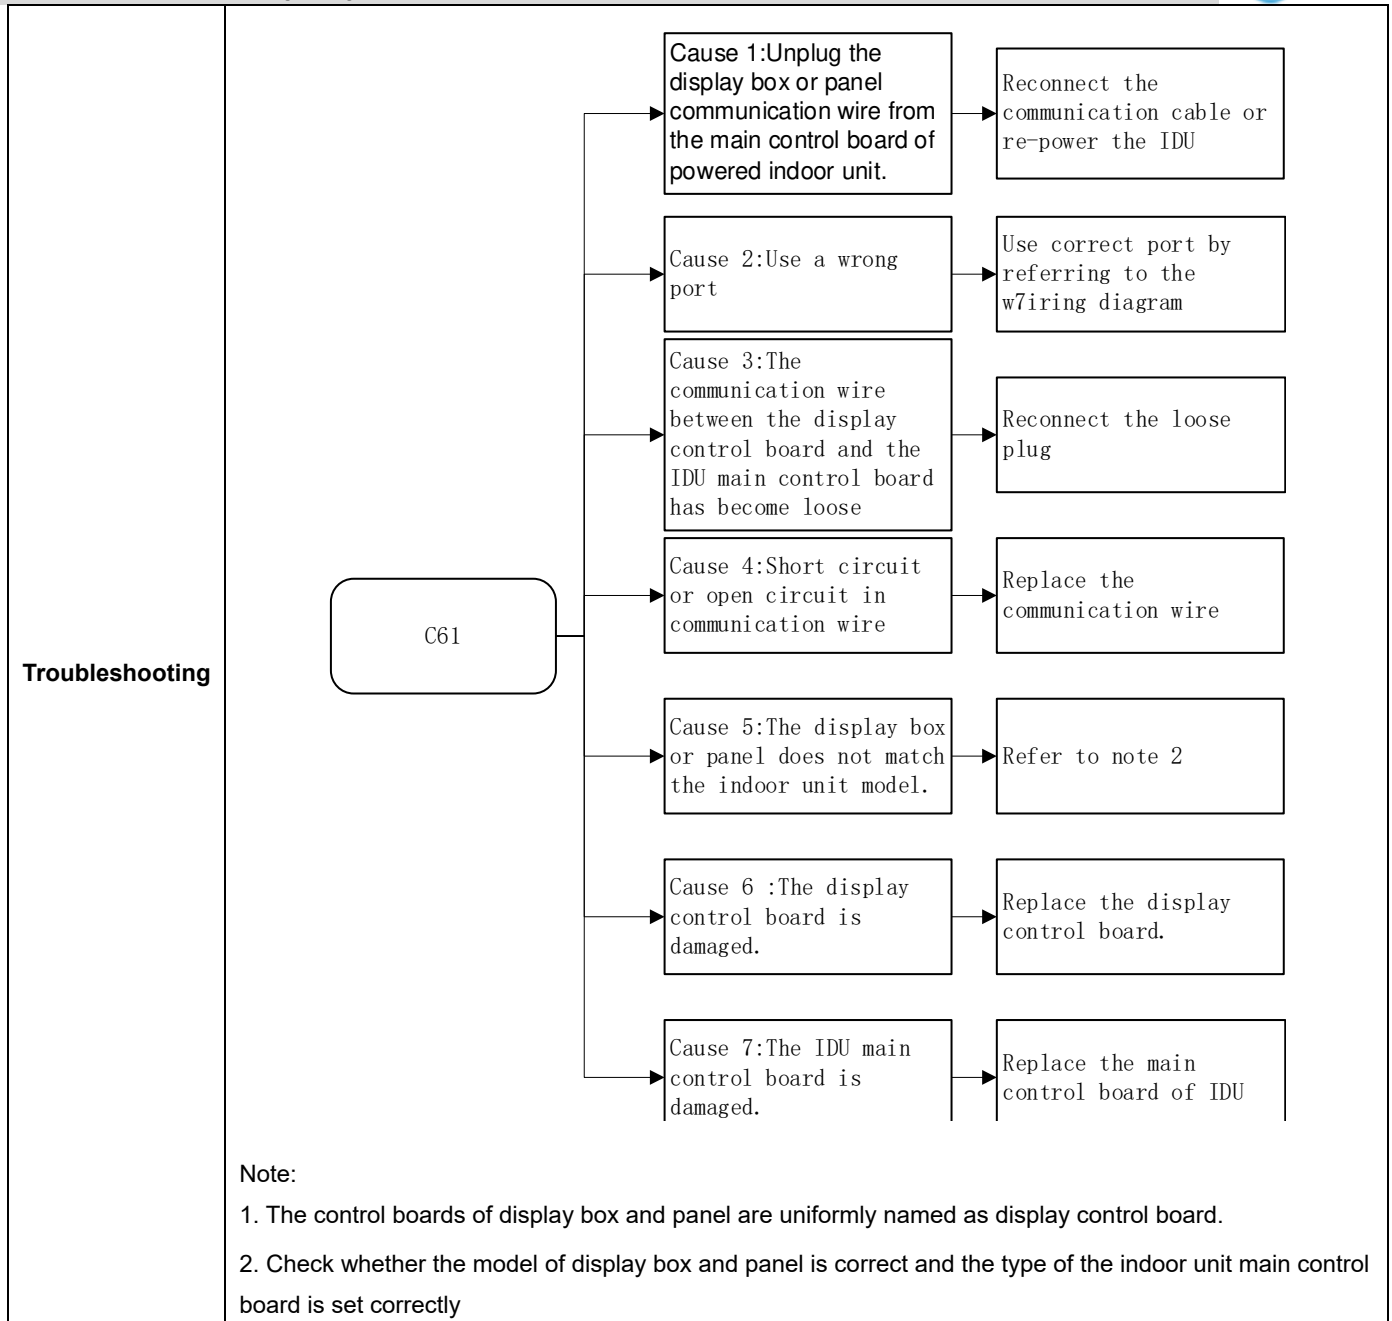 Troubleshooting
C61
Cause 1:Unplug the
display box or panel
communication wire from
the main control board of
powered indoor unit.
Reconnect the
communication cable or
re-power the IDU
Cause 2:Use a wrong
port
Use correct port by
referring to the
w7iring diagram
Cause 3:The
communication wire
between the display
control board and the
IDU main control board
has become loose
Reconnect the loose
plug
Cause 4:Short circuit
or open circuit in
communication wire
Replace the
communication wire
Cause 5:The display box
or panel does not match
the indoor unit model.
Refer to note 2
Cause 6 :The display
control board is
damaged.
Replace the display
control board.
Cause 7:The IDU main
control board is
damaged.
Replace the main
control board of IDU
Note:
1. The control boards of display box and panel are uniformly named as display control board.
2. Check whether the model of display box and panel is correct and the type of the indoor unit main control
board is set correctly